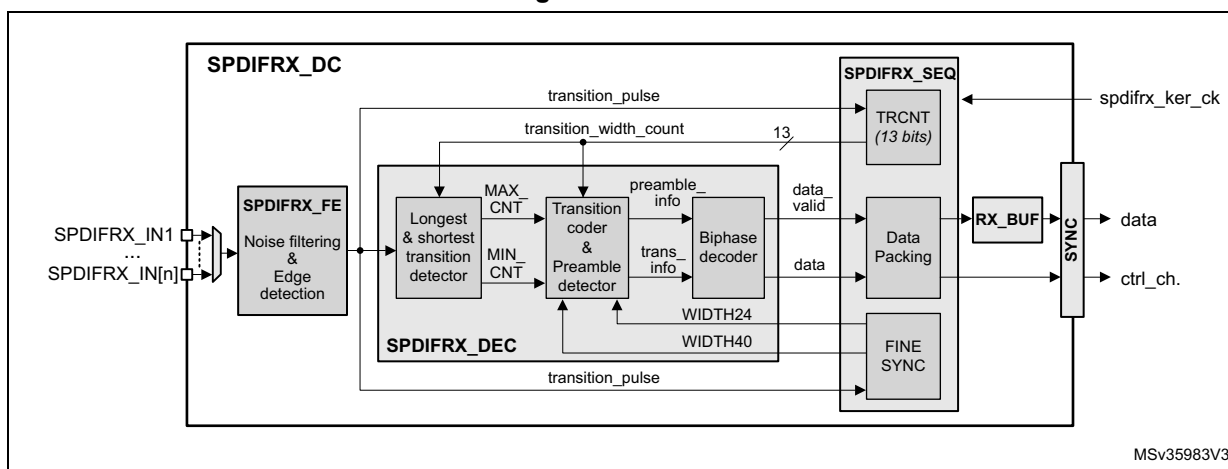 SPDIFRX_DC
SPDIFRX_SEQ
transition_pulse
TRCNT
(13 bits)
spdifrx_ker_ck
transition_width_count
13
SPDIFRX_FE
Noise filtering
&
Edge
detection
SPDIFRX_IN1
...
SPDIFRX_IN[n]
MAX_
CNT
MIN_
CNT
Longest
& shortest
transition
detector
Transition
coder
&
Preamble
detector
preamble_
info
trans_
info
Biphase
decoder
data_
valid
data
Data
Packing
RX_BUF
SYNC
data
ctrl_ch.
WIDTH24
WIDTH40
SPDIFRX_DEC
FINE
SYNC
transition_pulse
MSv35983V3